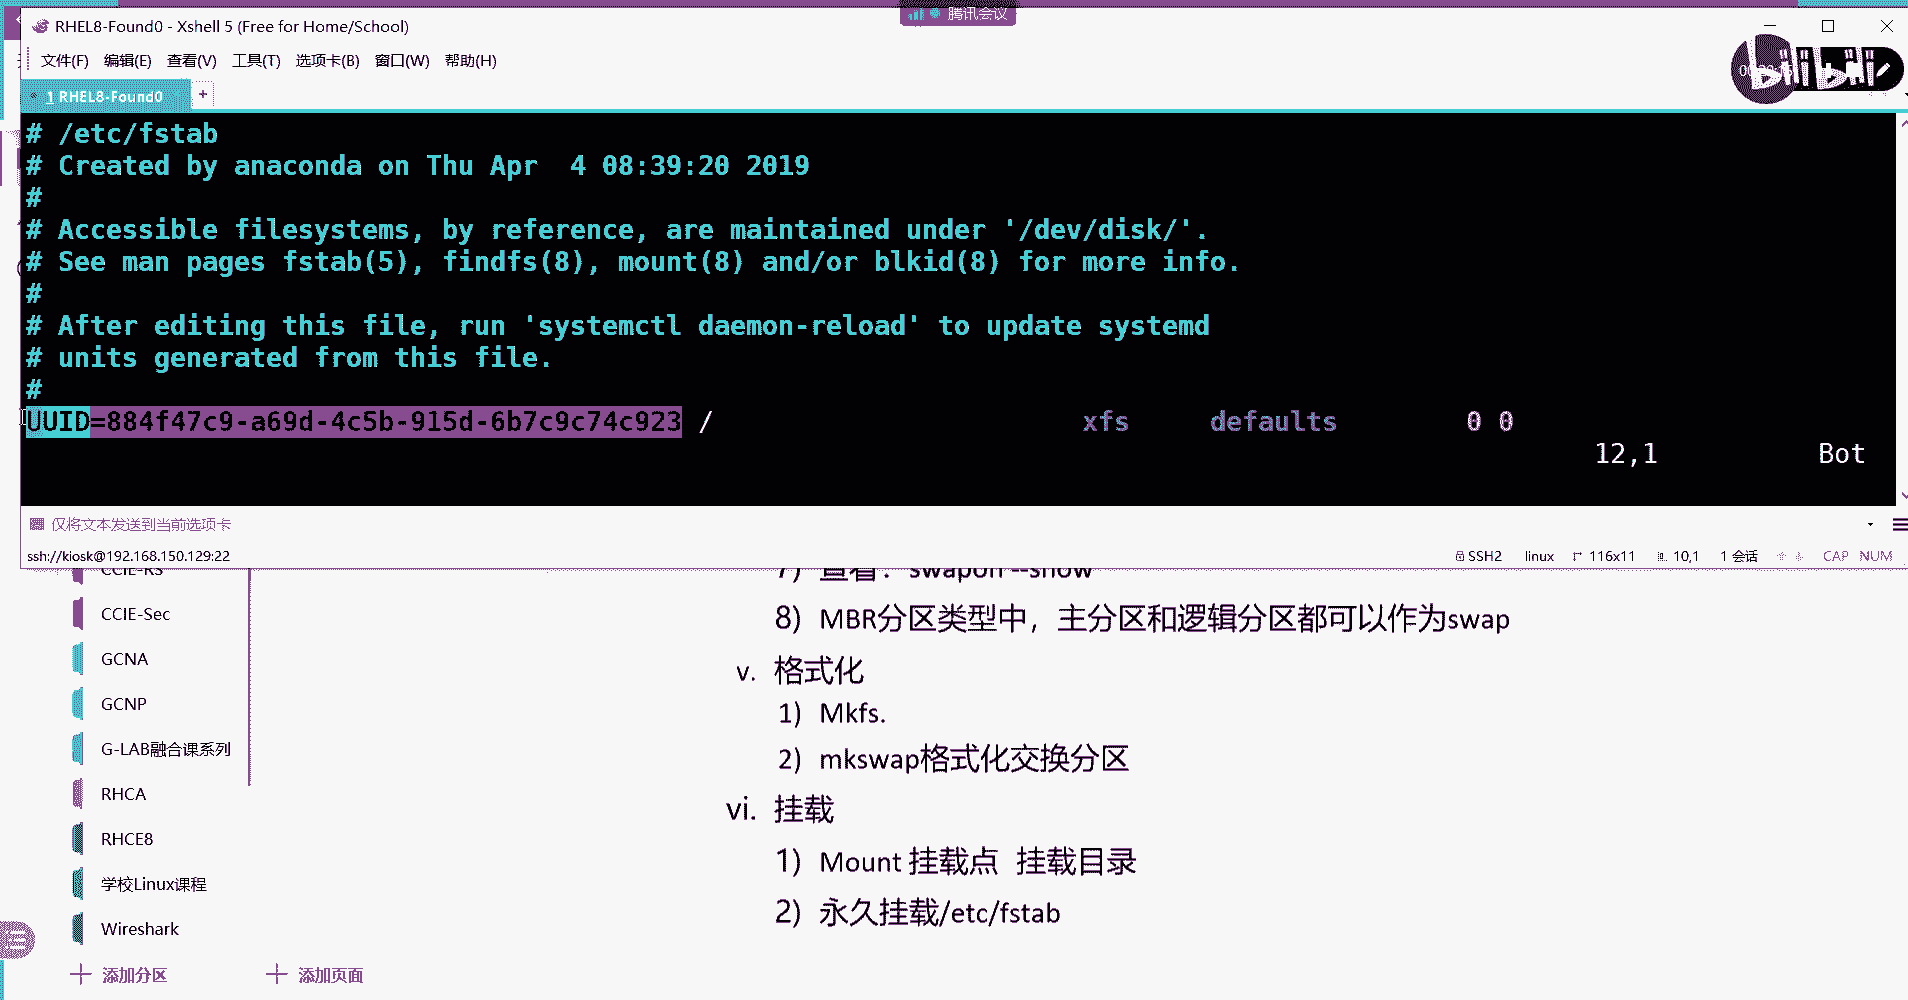 RHEL8-Found0 - Xshell 5 (Free for Home/School)
腾讯会议
文件(F) 编辑(E) 查看(V) 工具(T) 选项卡(B) 窗口(W) 帮助(H)
bilibili
1 RHEL8-Found0 +
# /etc/fstab
# Created by anaconda on Thu Apr  4 08:39:20 2019
#
# Accessible filesystems, by reference, are maintained under '/dev/disk/'.
# See man pages fstab(5), findfs(8), mount(8) and/or blkid(8) for more info.
#
# After editing this file, run 'systemctl daemon-reload' to update systemd
# units generated from this file.
#
UUID=884f47c9-a69d-4c5b-915d-6b7c9c74c923 / xfs defaults 0 0
12,1 Bot
仅将文本发送到当前选项卡
ssh://kiosk@192.168.150.129:22 SSH2 linux 116x11 10,1 1 会话 CAP NUM
CCIE-RS
CCIE-Sec
GCNA
GCNP
G-LAB融合课系列
RHCA
RHCE8
学校Linux课程
Wireshark
添加分区 添加页面
7) 查看：swapon --show
8) MBR分区类型中，主分区和逻辑分区都可以作为swap
v. 格式化
1) Mkfs.
2) mkswap格式化交换分区
vi. 挂载
1) Mount 挂载点 挂载目录
2) 永久挂载/etc/fstab